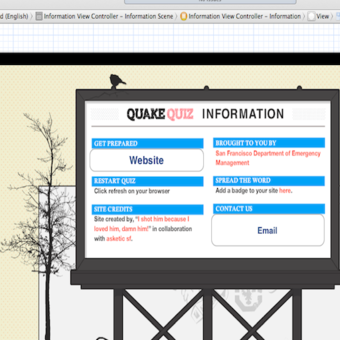 d (English) Information View Controller – Information Scene Information View Controller – Information View
QUAKE QUIZ INFORMATION
GET PREPARED
Website
RESTART QUIZ
Click refresh on your browser
SITE CREDITS
Site created by, "I shot him because I
loved him, damn him!" in collaboration
with asketic sf.
BROUGHT TO YOU BY
San Francisco Department of Emergency
Management
SPREAD THE WORD
Add a badge to your site here.
CONTACT US
Email